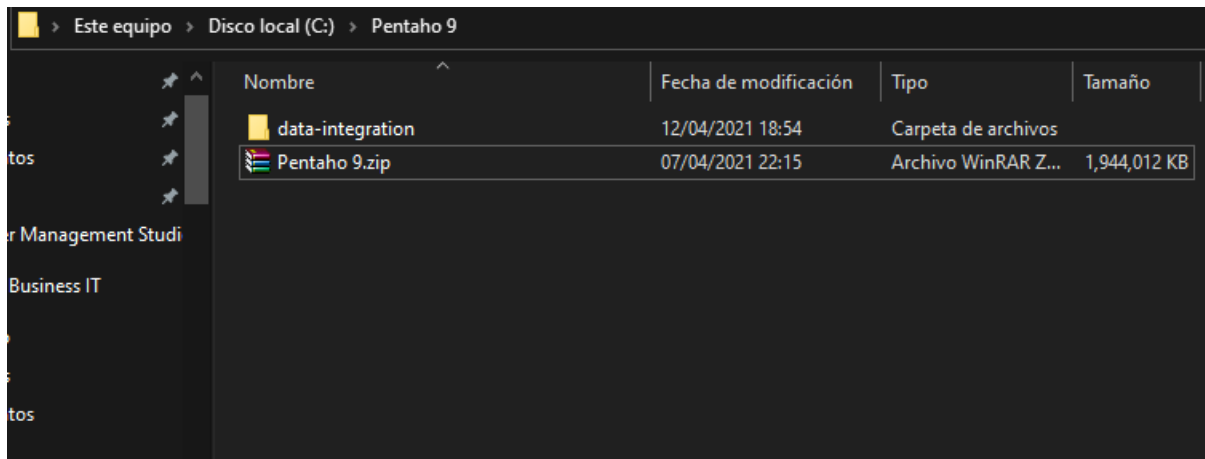 Este equipo > Disco local (C:) > Pentaho 9
Nombre Fecha de modificación Tipo Tamaño
data-integration 12/04/2021 18:54 Carpeta de archivos
tos Pentaho 9.zip 07/04/2021 22:15 Archivo WinRAR Z... 1,944,012 KB
r Management Studi
Business IT
tos